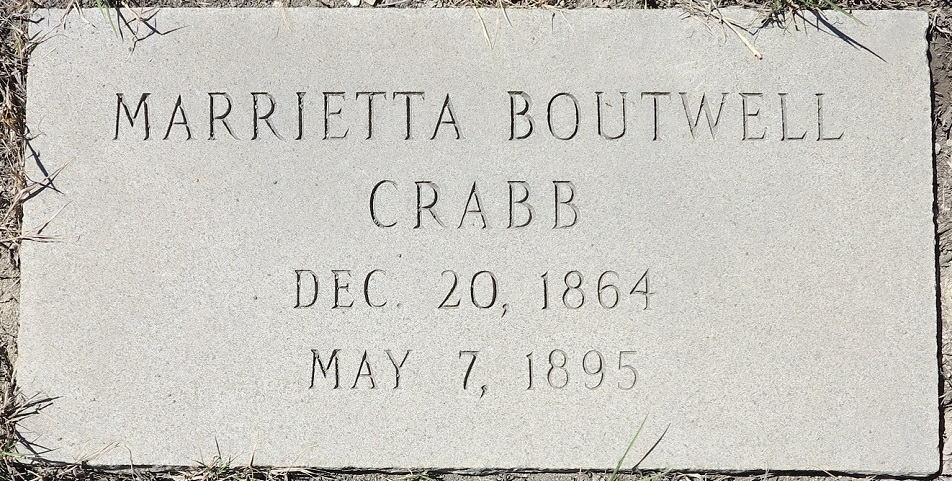 MARRIETTA BOUTWELL
CRABB
DEC. 20, 1864
MAY 7, 1895